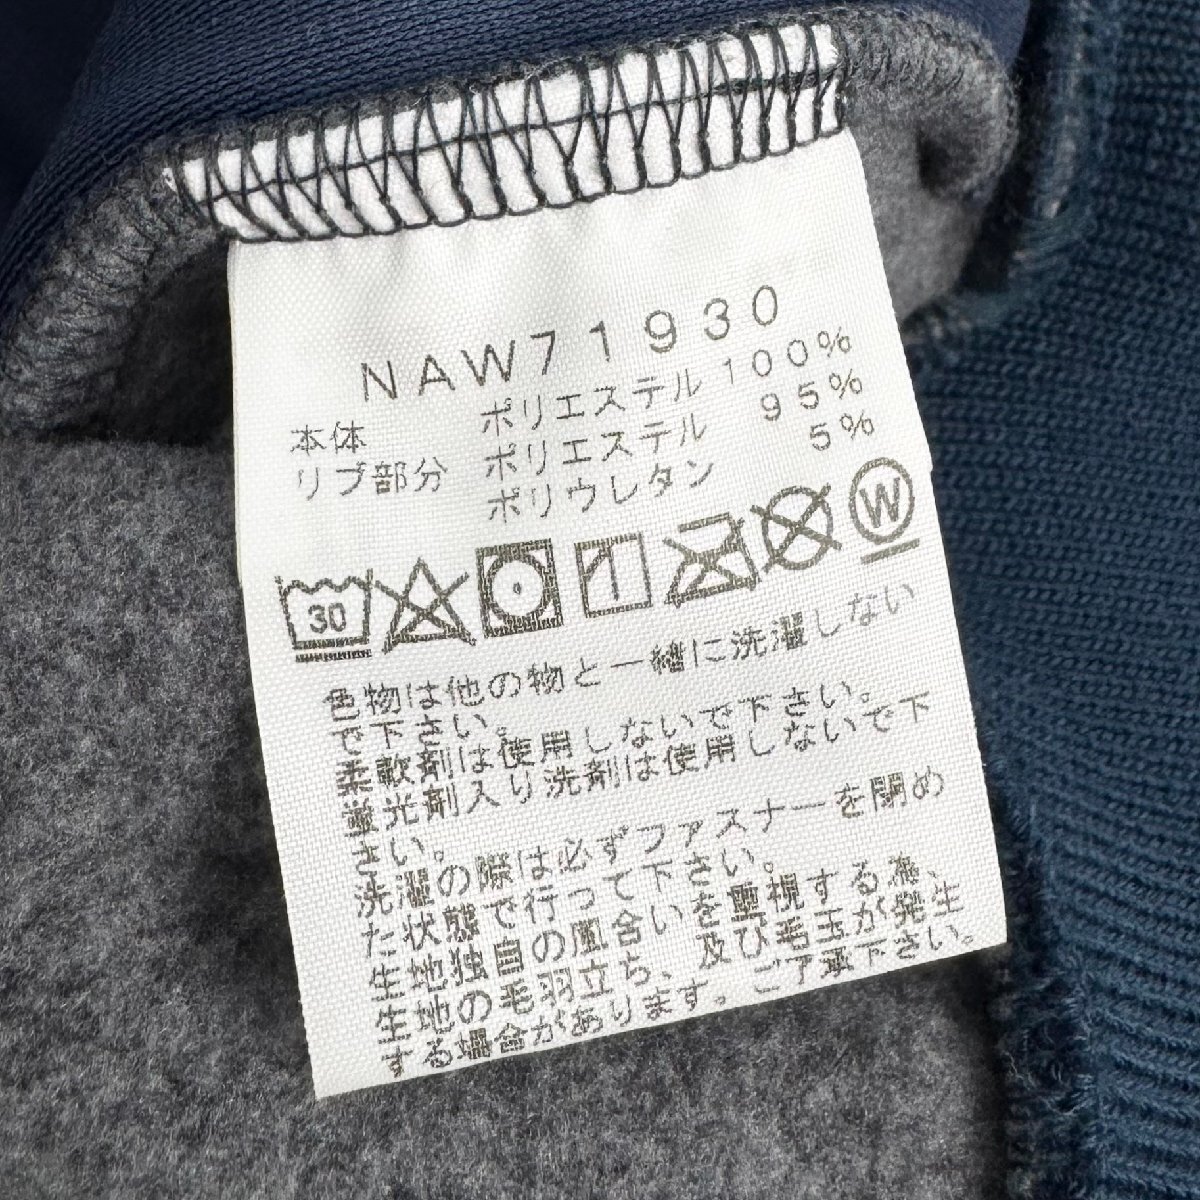 NAW71930
本体 ポリエステル 100%
リブ部分 ポリエステル 95%
ポリウレタン 5%
30 W
色物は他の物と一緒に洗濯しない
で下さい。
柔軟剤は使用しないで下さい。
蛍光剤入り洗剤は使用しないで下
さい。
洗濯の際は必ずファスナーを閉め
た状態で行って下さい。
生地独自の風合いを重視する為、
生地の毛羽立ち、及び毛玉が発生
する場合があります。ご了承下さい。